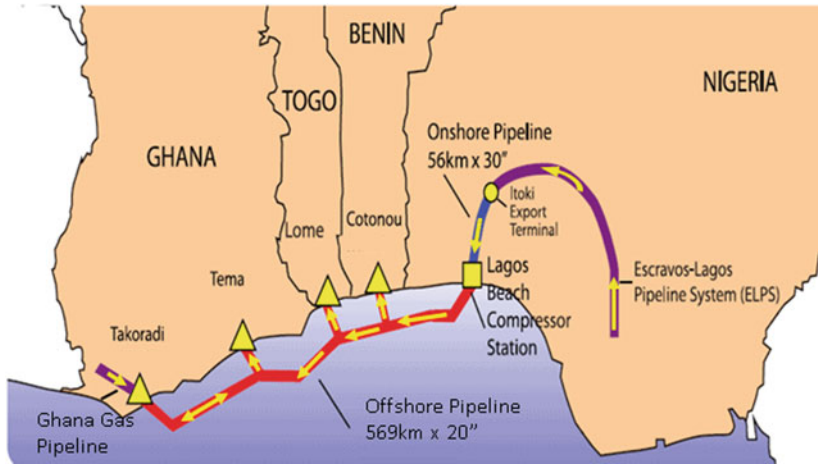 BENIN
NIGERIA
TOGO
Onshore Pipeline
56km x 30”
GHANA
Itoki
Export
Terminal
Lome
Cotonou
Tema
Lagos
Beach
Compressor
Station
Escravos-Lagos
Pipeline System (ELPS)
Takoradi
Ghana Gas
Pipeline
Offshore Pipeline
569km x 20”